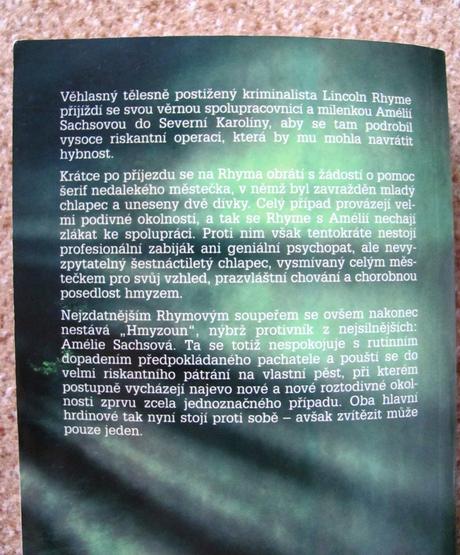 Věhlasný tělesně postižený kriminalista Lincoln Rhyme
přijíždí se svou věrnou spolupracovnicí a milenkou Amélií
Sachsovou do Severní Karolíny, aby se tam podrobil
vysoce riskantní operaci, která by mu mohla navrátit
hybnost.
Krátce po příjezdu se na Rhyma obrátí s žádostí o pomoc
šerif nedalekého městečka, v němž byl zavražděn mladý
chlapec a uneseny dvě dívky. Celý případ provázejí vel-
mi podivné okolnosti, a tak se Rhyme s Amélií nechají
zlákat ke spolupráci. Proti nim však tentokráte nestojí
profesionální zabiják ani geniální psychopat, ale nevy-
zpytatelný šestnáctiletý chlapec, vysmívaný celým měs-
tečkem pro svůj vzhled, prazvláštní chování a chorobnou
posedlost hmyzem.
Nejzdatnějším Rhymovým soupeřem se ovšem nakonec
nestává „Hmyzoun“, nýbrž protivník z nejsilnějších:
Amélie Sachsová. Ta se totiž nespokojuje s rutinním
dopadením předpokládaného pachatele a pouští se do
velmi riskantního pátrání na vlastní pěst, při kterém
postupně vycházejí najevo nové a nové roztodivné okol-
nosti zprvu zcela jednoznačného případu. Oba hlavní
hrdinové tak nyní stojí proti sobě – avšak zvítězit může
pouze jeden.